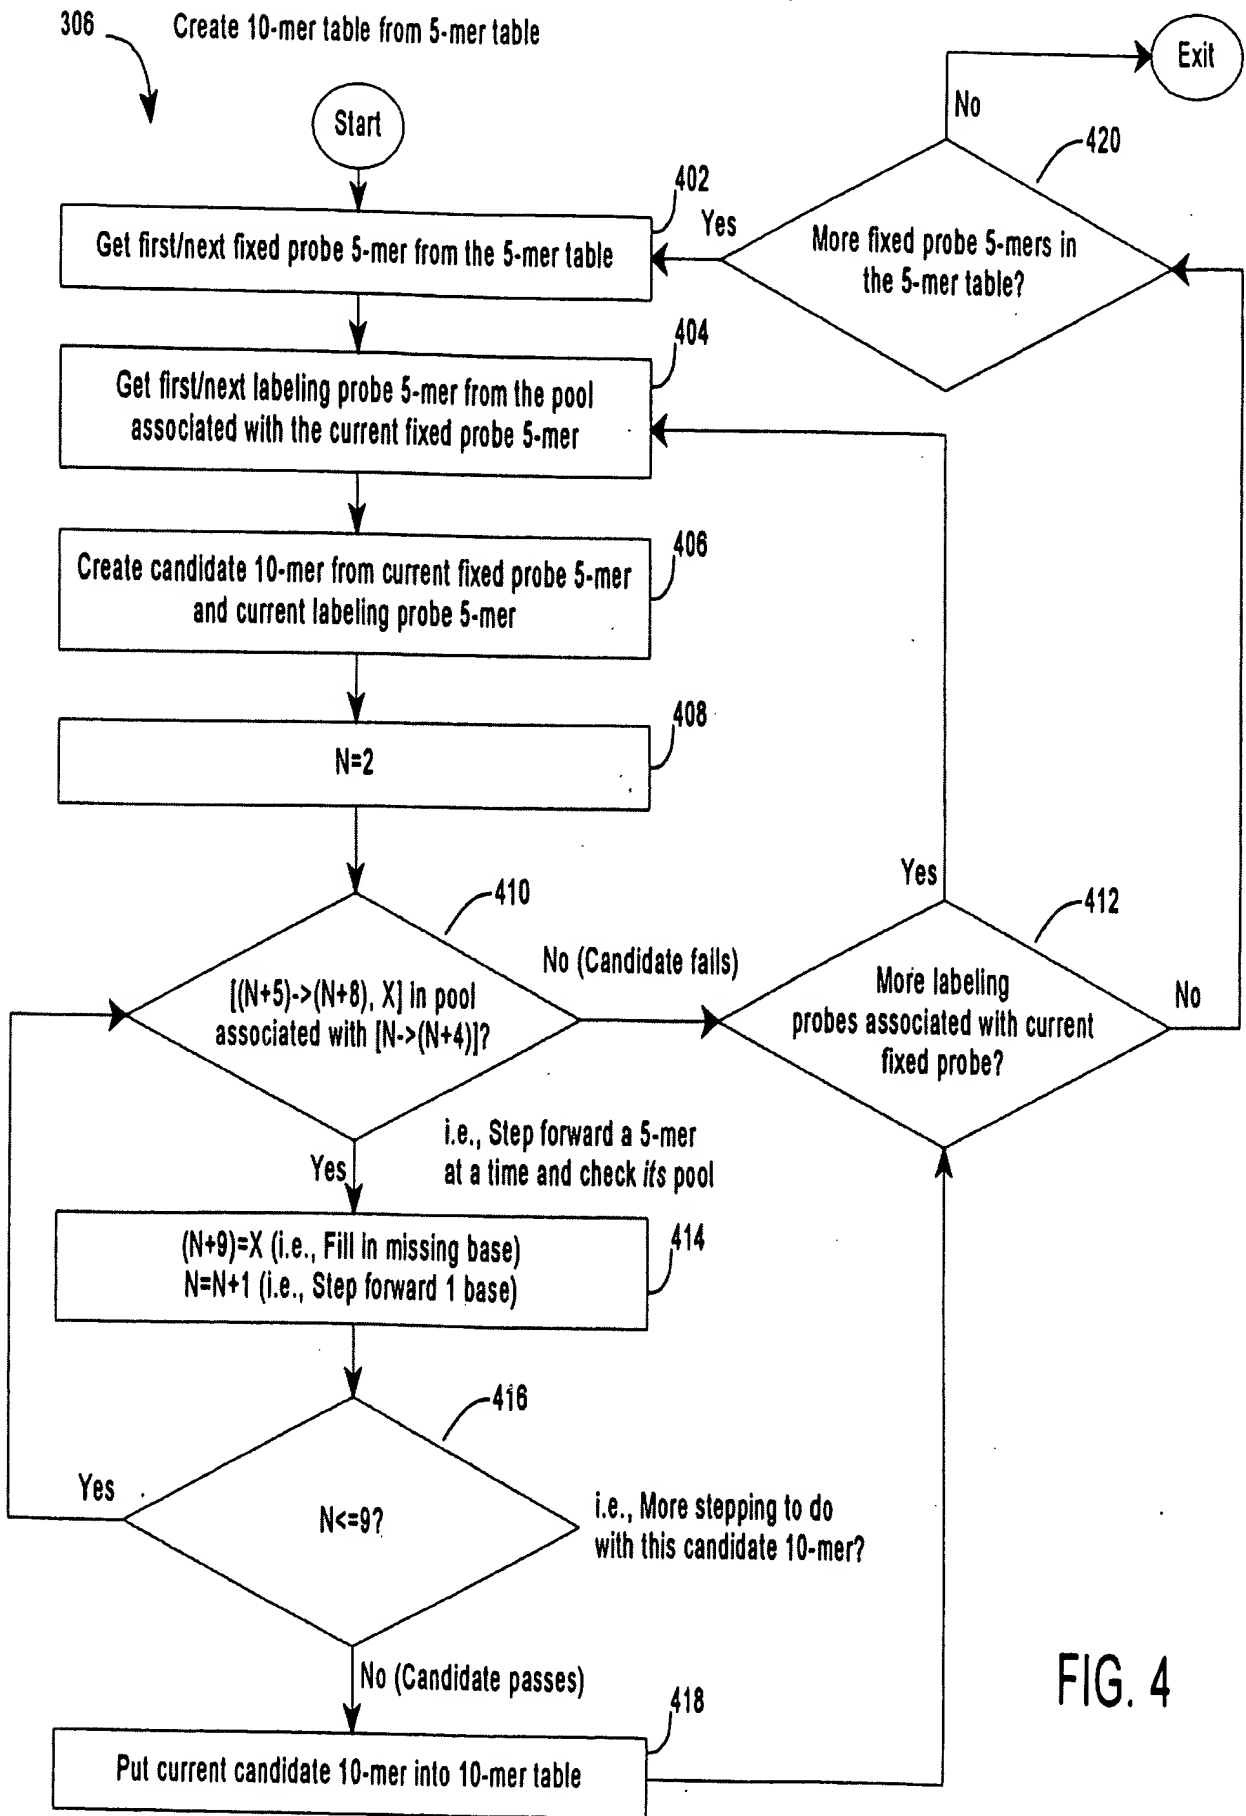 306
Create 10-mer table from 5-mer table
Start
402
Get first/next fixed probe 5-mer from the 5-mer table
404
Get first/next labeling probe 5-mer from the pool
associated with the current fixed probe 5-mer
406
Create candidate 10-mer from current fixed probe 5-mer
and current labeling probe 5-mer
408
N=2
410
[(N+5)->(N+8), X] in pool
associated with [N->(N+4)]?
No (Candidate fails)
i.e., Step forward a 5-mer
at a time and check its pool
Yes
414
(N+9)=X (i.e., Fill in missing base)
N=N+1 (i.e., Step forward 1 base)
416
N<=9?
Yes
i.e., More stepping to do
with this candidate 10-mer?
No (Candidate passes)
418
Put current candidate 10-mer into 10-mer table
412
More labeling
probes associated with current
fixed probe?
Yes
No
420
More fixed probe 5-mers in
the 5-mer table?
Yes
No
Exit
FIG. 4